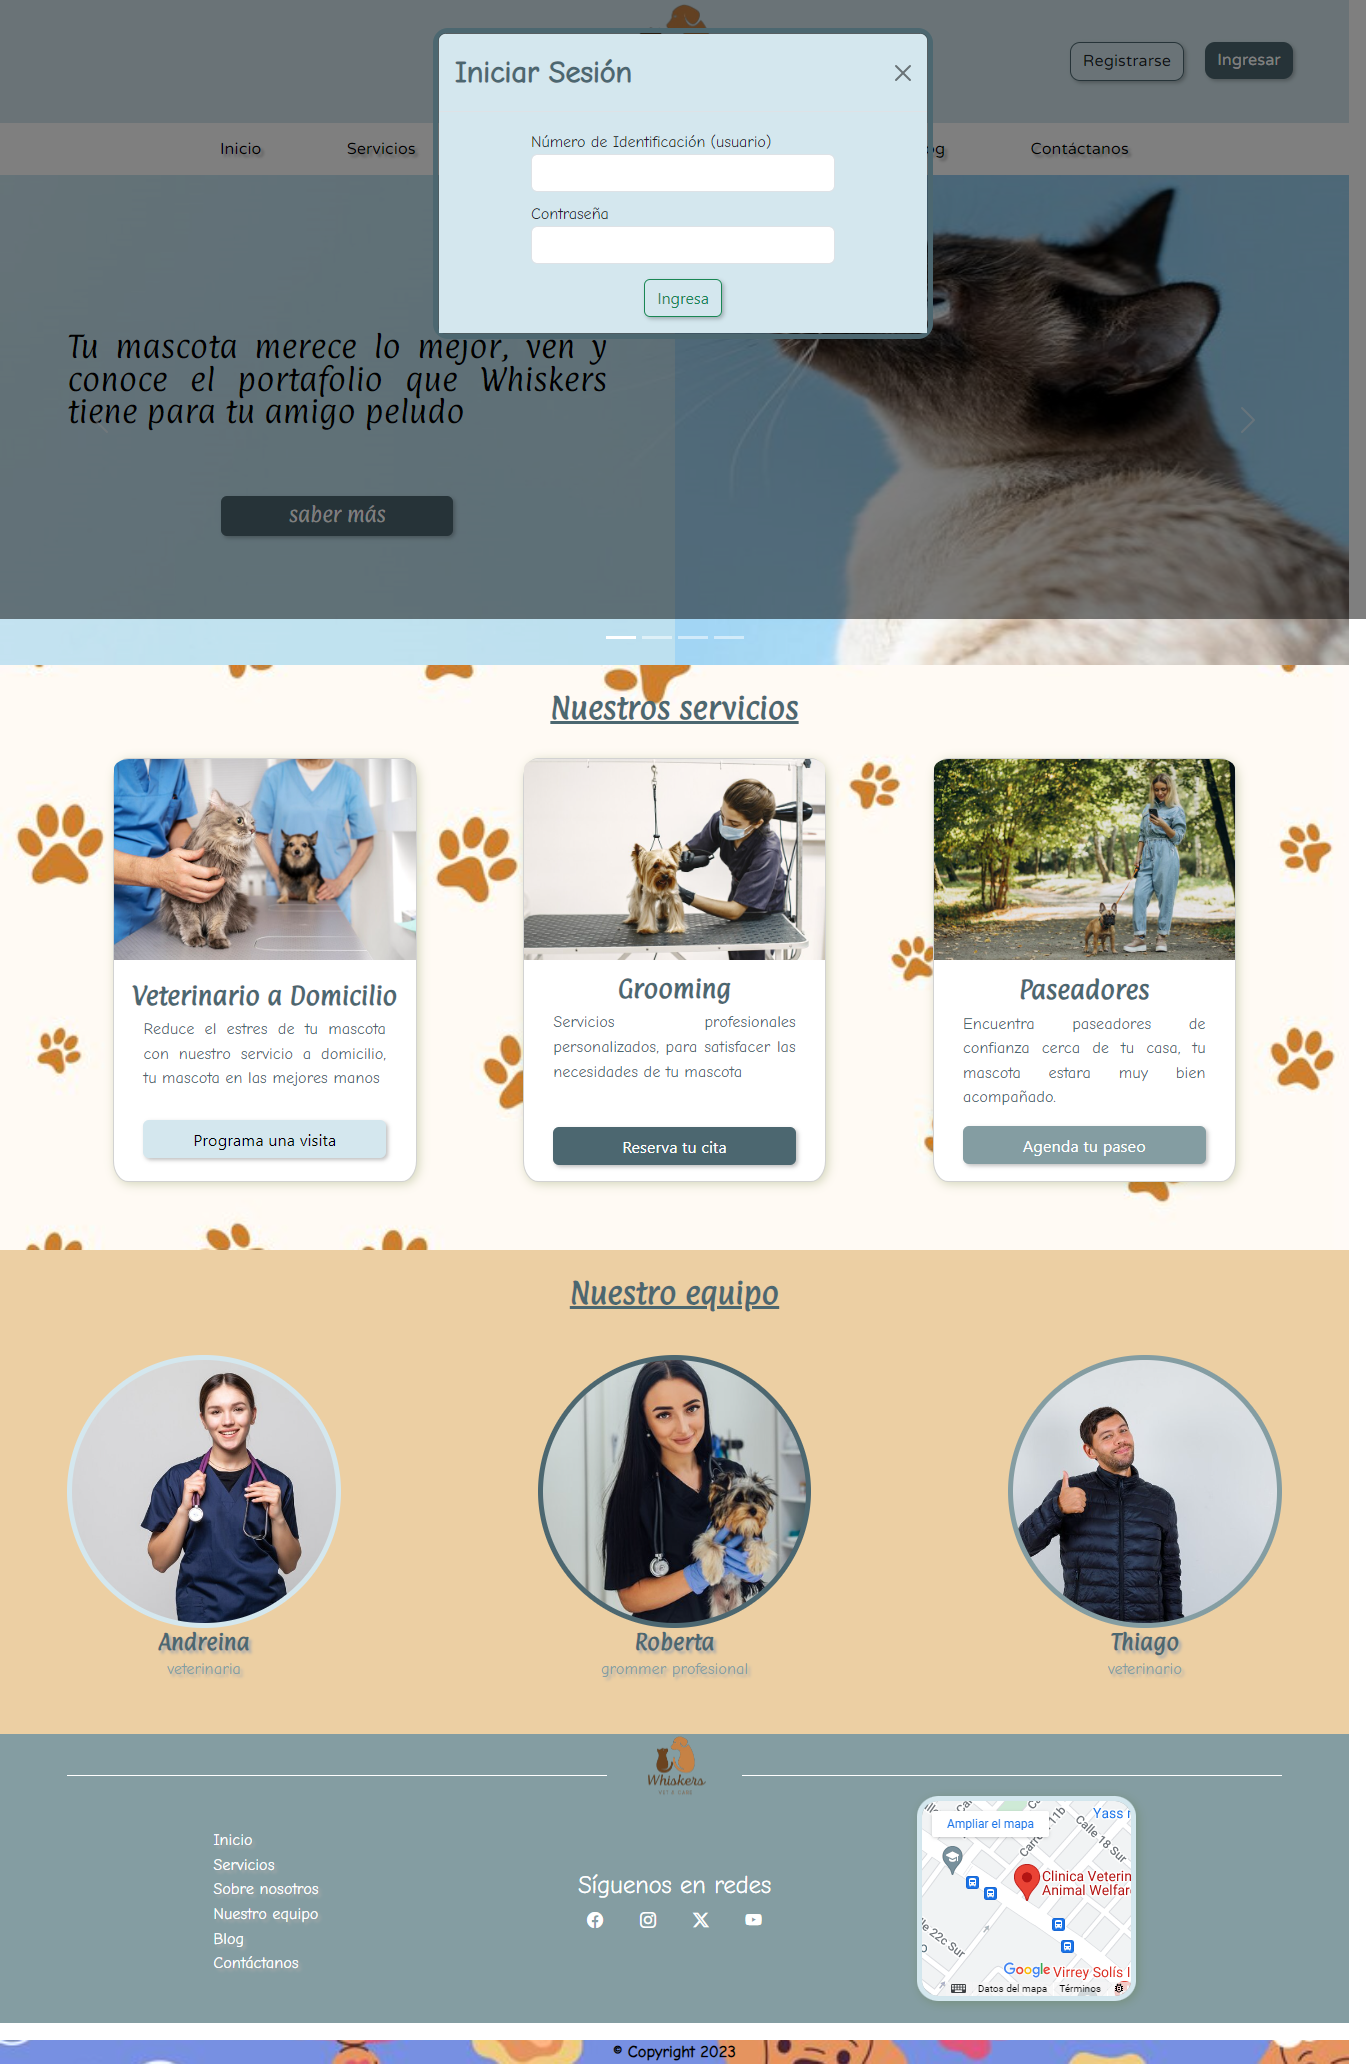 Iniciar Sesión
Registrarse
Ingresar
Número de Identificación (usuario)
Contraseña
Ingresa
Inicio
Servicios
Contáctanos
Tu mascota merece lo mejor, ven y
conoce el portafolio que Whiskers
tiene para tu amigo peludo
saber más
Nuestros servicios
Veterinario a Domicilio
Reduce el estres de tu mascota
con nuestro servicio a domicilio,
tu mascota en las mejores manos
Programa una visita
Grooming
Servicios profesionales
personalizados, para satisfacer las
necesidades de tu mascota
Reserva tu cita
Paseadores
Encuentra paseadores de
confianza cerca de tu casa, tu
mascota estara muy bien
acompañado.
Agenda tu paseo
Nuestro equipo
Andreina
veterinaria
Roberta
grommer profesional
Thiago
veterinario
Whiskers
VET & CARE
Inicio
Servicios
Sobre nosotros
Nuestro equipo
Blog
Contáctanos
Síguenos en redes
Ampliar el mapa
Yass
Calle 18 Sur
Clinica Veterin
Animal Welfar
lle 22c Sur
Google
Virrey Solís I
Datos del mapa
Términos
© Copyright 2023